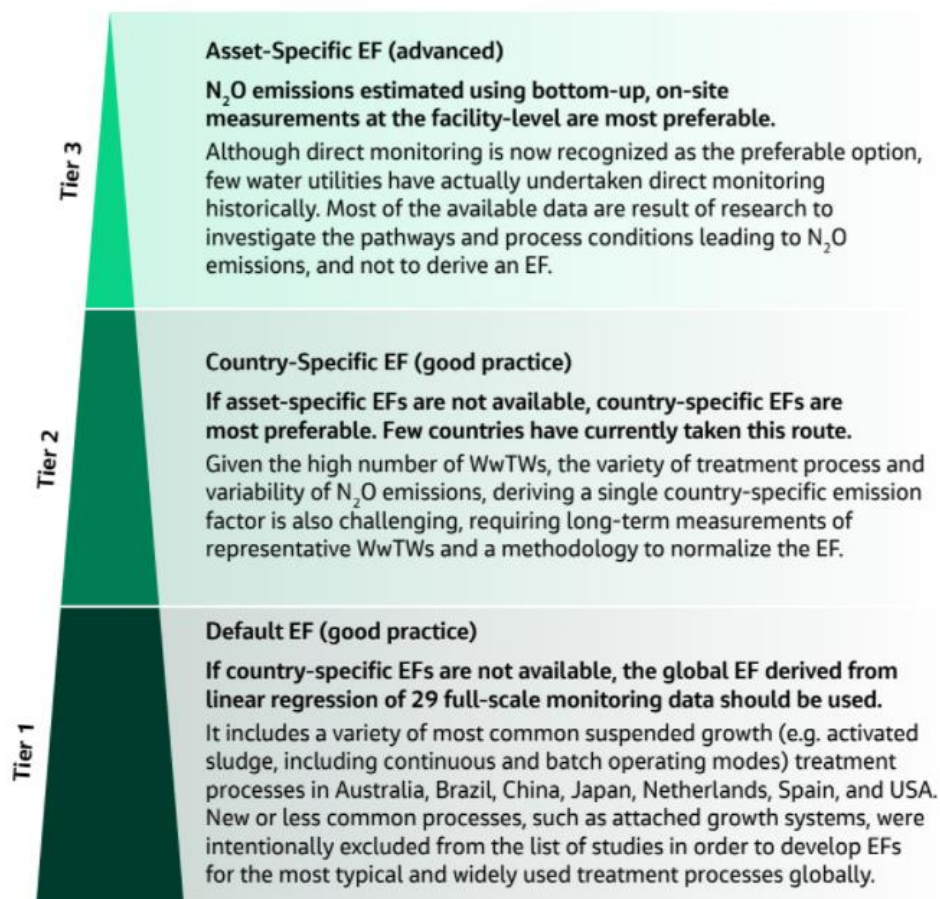 Tier 3
Asset-Specific EF (advanced)
N₂O emissions estimated using bottom-up, on-site
measurements at the facility-level are most preferable.
Although direct monitoring is now recognized as the preferable option,
few water utilities have actually undertaken direct monitoring
historically. Most of the available data are result of research to
investigate the pathways and process conditions leading to N₂O
emissions, and not to derive an EF.
Tier 2
Country-Specific EF (good practice)
If asset-specific EFs are not available, country-specific EFs are
most preferable. Few countries have currently taken this route.
Given the high number of WwTWs, the variety of treatment process and
variability of N₂O emissions, deriving a single country-specific emission
factor is also challenging, requiring long-term measurements of
representative WwTWs and a methodology to normalize the EF.
Tier 1
Default EF (good practice)
If country-specific EFs are not available, the global EF derived from
linear regression of 29 full-scale monitoring data should be used.
It includes a variety of most common suspended growth (e.g. activated
sludge, including continuous and batch operating modes) treatment
processes in Australia, Brazil, China, Japan, Netherlands, Spain, and USA.
New or less common processes, such as attached growth systems, were
intentionally excluded from the list of studies in order to develop EFs
for the most typical and widely used treatment processes globally.